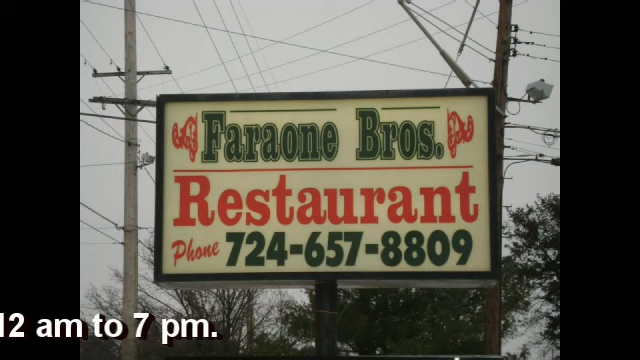 Faraone Bros.
Restaurant
Phone 724-657-8809
12 am to 7 pm.